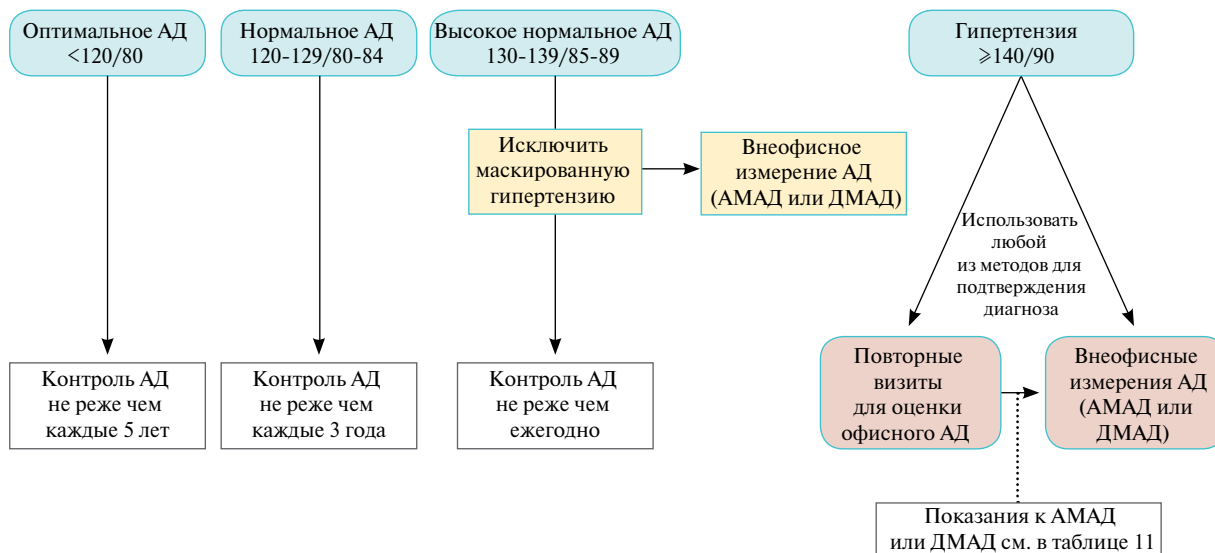 Оптимальное АД
<120/80
Нормальное АД
120-129/80-84
Высокое нормальное АД
130-139/85-89
Гипертензия
⩾140/90
Исключить
маскированную
гипертензию
Внеофисное
измерение АД
(АМАД или ДМАД)
Использовать
любой
из методов для
подтверждения
диагноза
Контроль АД
не реже чем
каждые 5 лет
Контроль АД
не реже чем
каждые 3 года
Контроль АД
не реже чем
ежегодно
Повторные
визиты
для оценки
офисного АД
Внеофисные
измерения АД
(АМАД или
ДМАД)
Показания к АМАД
или ДМАД см. в таблице 11